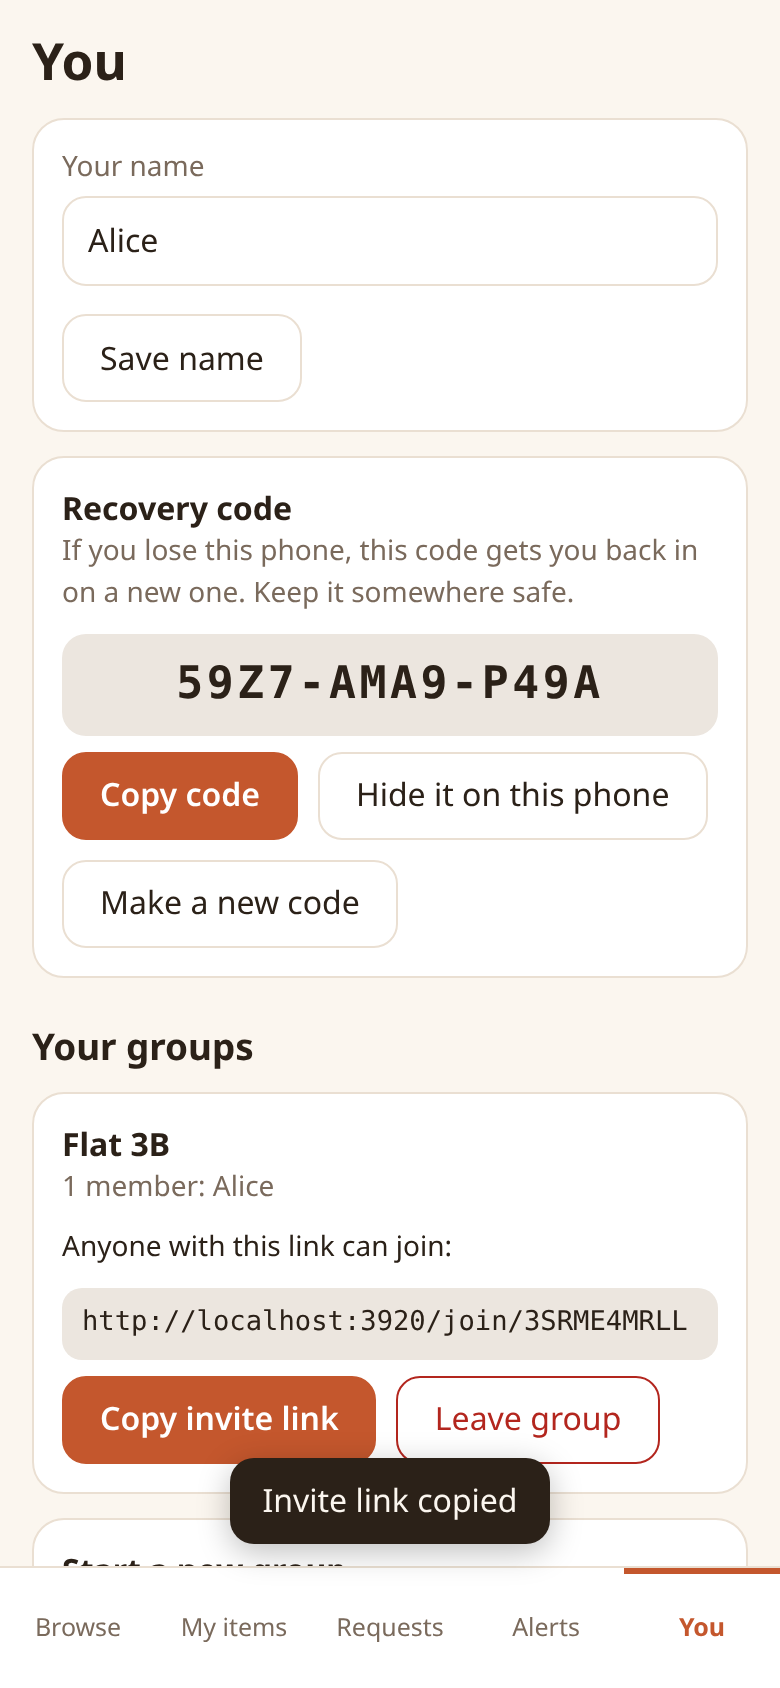 You
Your name
Alice
Save name
Recovery code
If you lose this phone, this code gets you back in
on a new one. Keep it somewhere safe.
59Z7-AMA9-P49A
Copy code
Hide it on this phone
Make a new code
Your groups
Flat 3B
1 member: Alice
Anyone with this link can join:
http://localhost:3920/join/3SRME4MRLL
Copy invite link
Leave group
Invite link copied
Start a new group
Browse
My items
Requests
Alerts
You